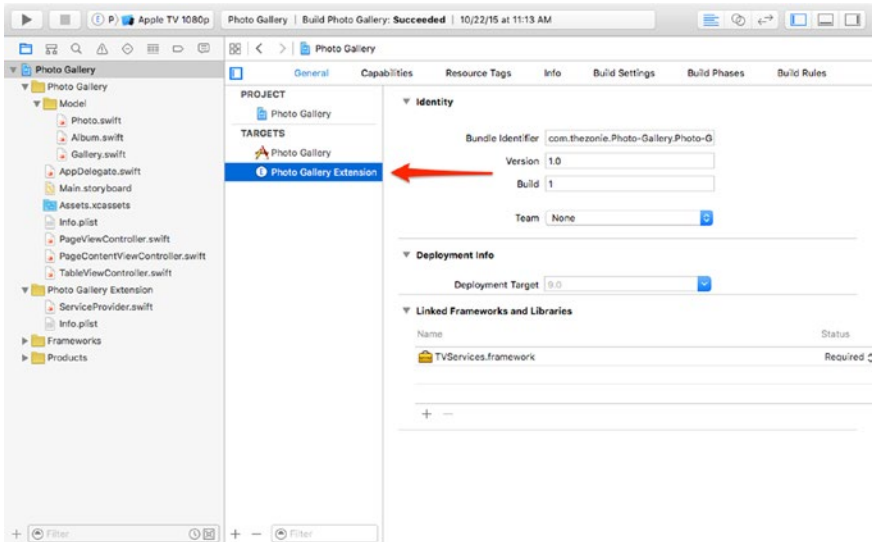 P) Apple TV 1080p
Photo Gallery | Build Photo Gallery: Succeeded | 10/22/15 at 11:13 AM
Photo Gallery
Photo Gallery
Photo Gallery
Model
Photo.swift
Album.swift
Gallery.swift
AppDelegate.swift
Main.storyboard
Assets.xcassets
Info.plist
PageViewController.swift
PageContentViewController.swift
TableViewController.swift
Photo Gallery Extension
ServiceProvider.swift
Info.plist
Frameworks
Products
Filter
General Capabilities Resource Tags Info Build Settings Build Phases Build Rules
PROJECT
Photo Gallery
TARGETS
Photo Gallery
E Photo Gallery Extension
Filter
Identity
Bundle Identifier com.thezonie.Photo-Gallery.Photo-G
Version 1.0
Build 1
Team None
Deployment Info
Deployment Target 9.0
Linked Frameworks and Libraries
Name Status
TVServices.framework Required